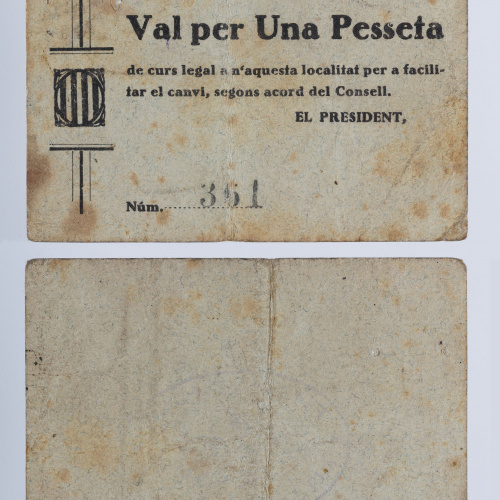 Val per Una Pesseta
de curs legal a n'aquesta localitat per a facili-
tar el canvi, segons acord del Consell.
EL PRESIDENT,
Núm. 361